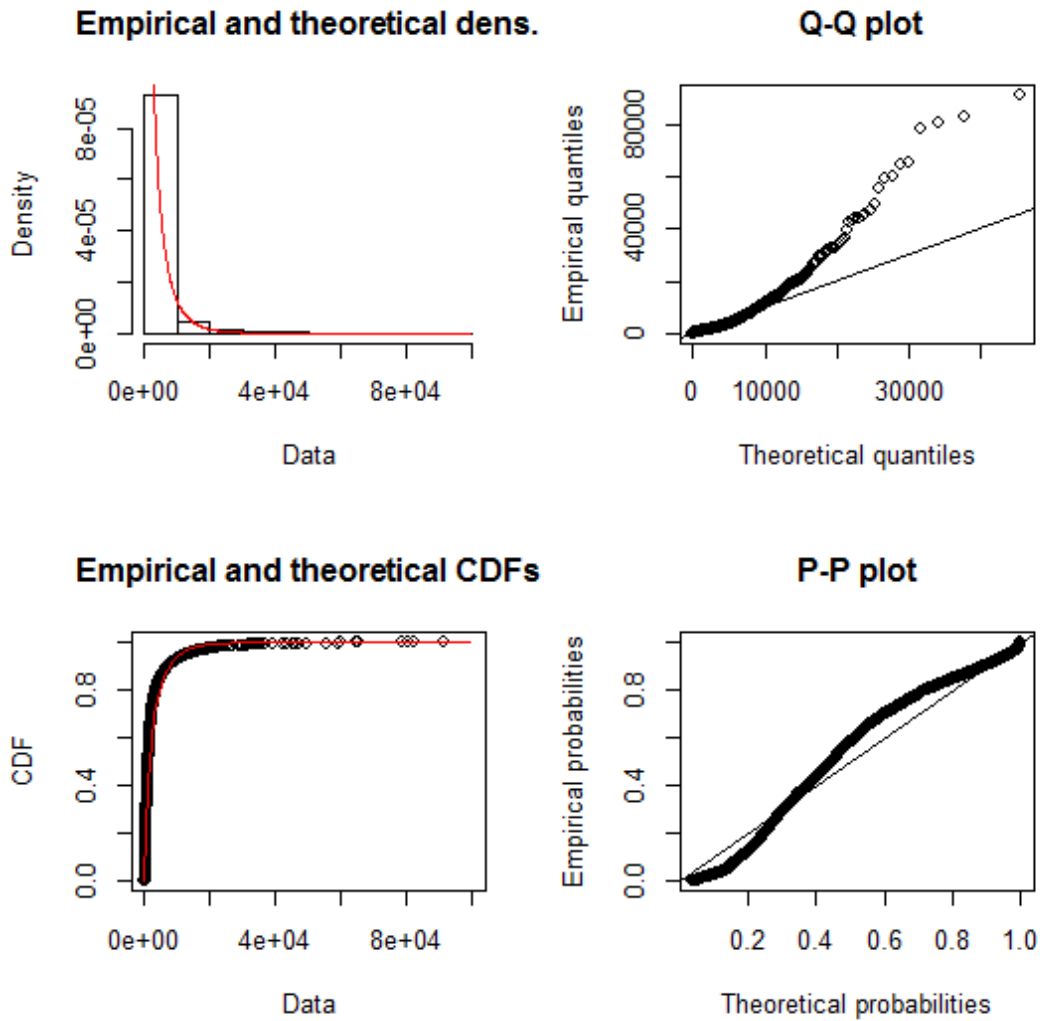 Empirical and theoretical dens.
Density
0e+00 4e-05 8e-05
0e+00 4e+04 8e+04
Data
Q-Q plot
Empirical quantiles
0 40000 80000
0 10000 30000
Theoretical quantiles
Empirical and theoretical CDFs
CDF
0.0 0.4 0.8
0e+00 4e+04 8e+04
Data
P-P plot
Empirical probabilities
0.0 0.4 0.8
0.2 0.4 0.6 0.8 1.0
Theoretical probabilities